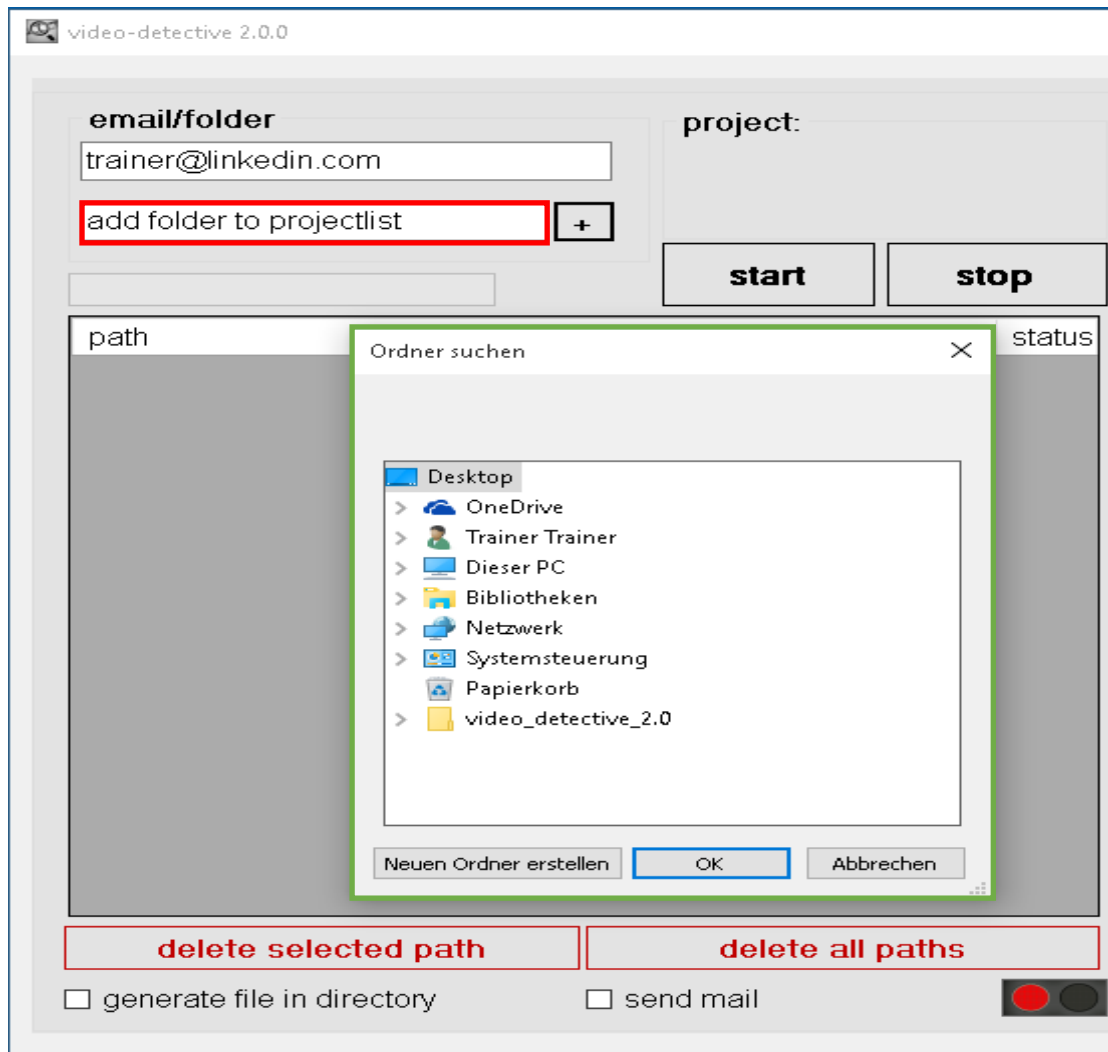 video-detective 2.0.0
email/folder
project:
trainer@linkedin.com
add folder to projectlist
+
start
stop
path
status
Ordner suchen
Desktop
OneDrive
Trainer Trainer
Dieser PC
Bibliotheken
Netzwerk
Systemsteuerung
Papierkorb
video_detective_2.0
Neuen Ordner erstellen
OK
Abbrechen
delete selected path
delete all paths
generate file in directory
send mail